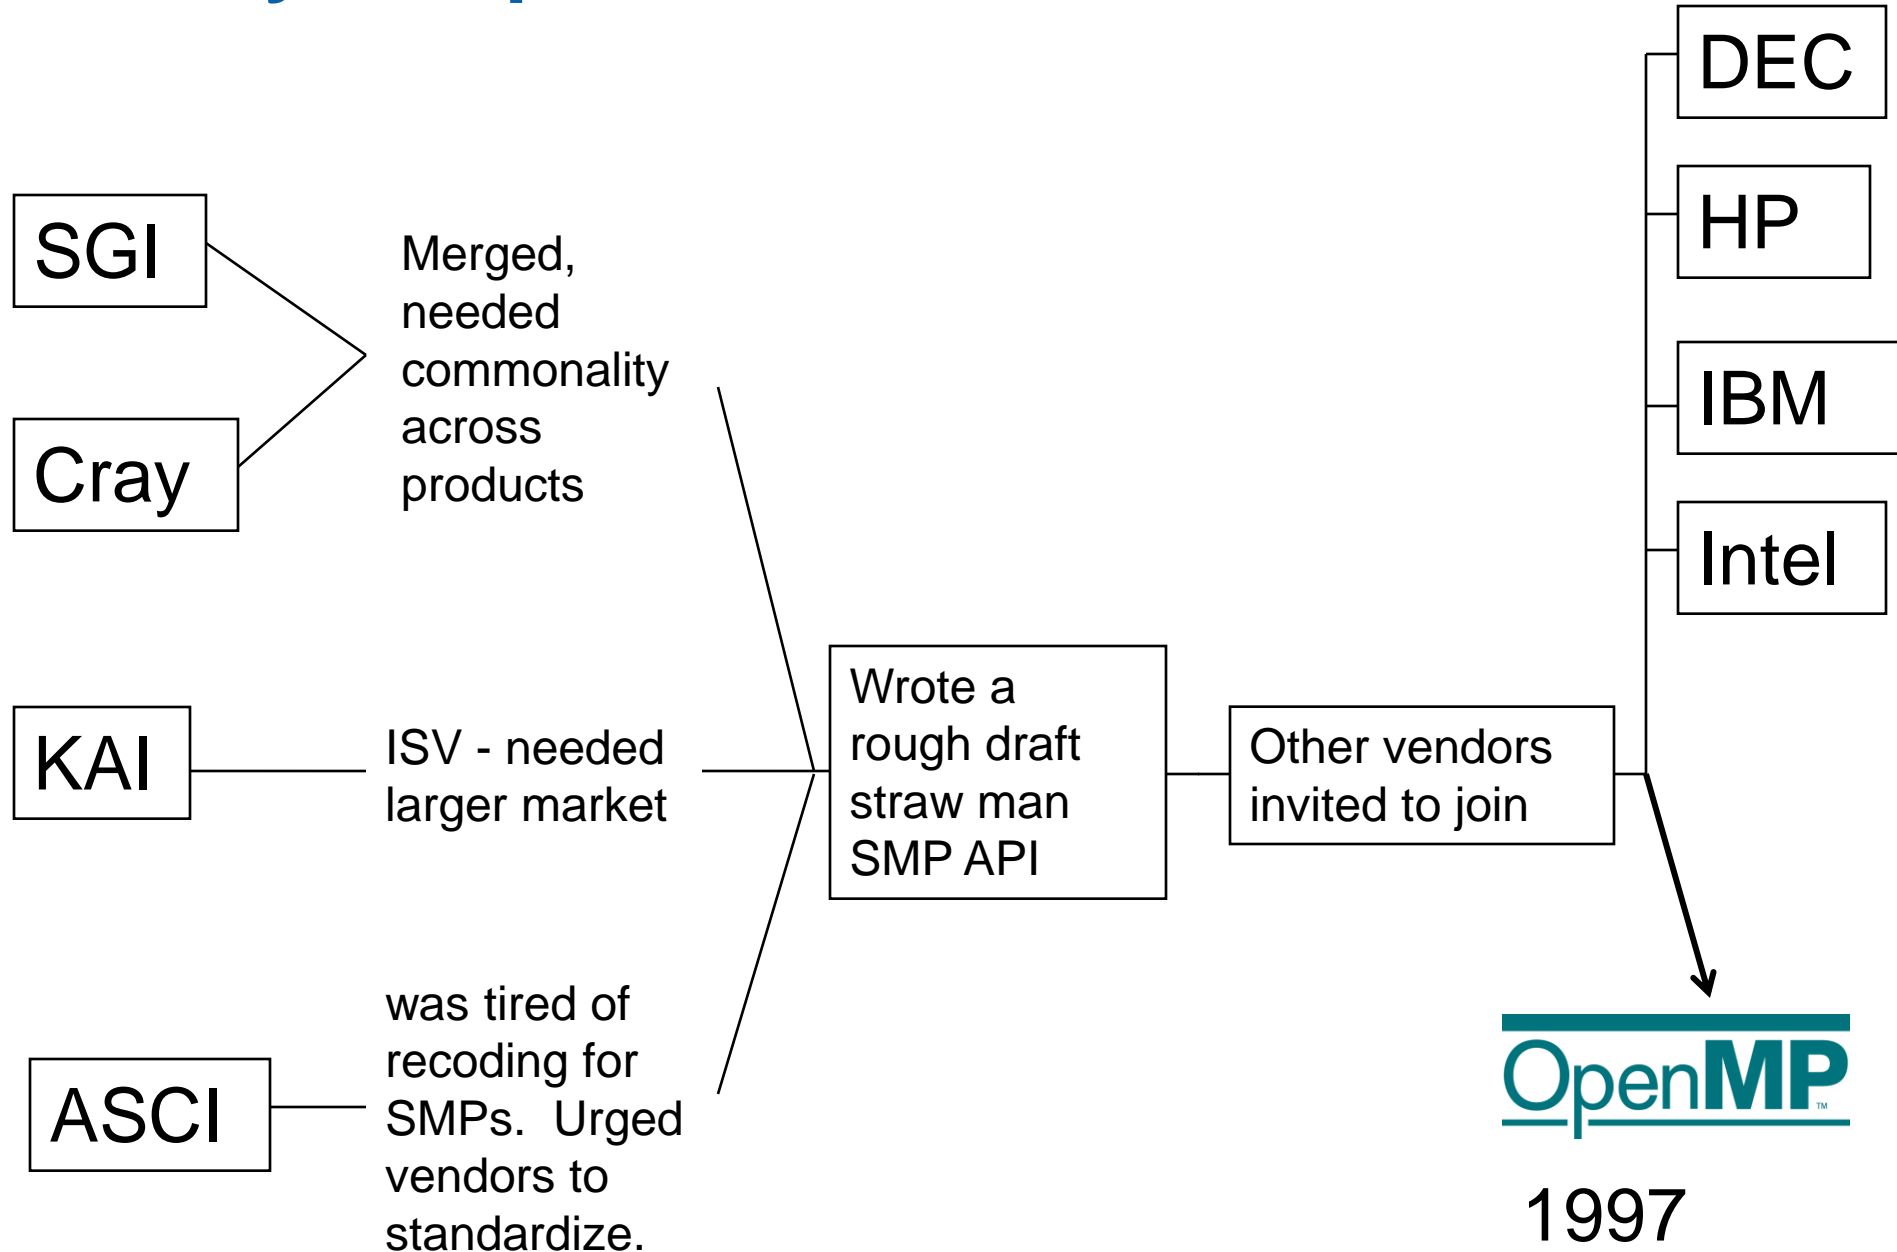 SGI
Cray
Merged,
needed
commonality
across
products
KAI
ISV - needed
larger market
ASCI
was tired of
recoding for
SMPs.  Urged
vendors to
standardize.
Wrote a
rough draft
straw man
SMP API
Other vendors
invited to join
DEC
HP
IBM
Intel
OpenMP™
1997